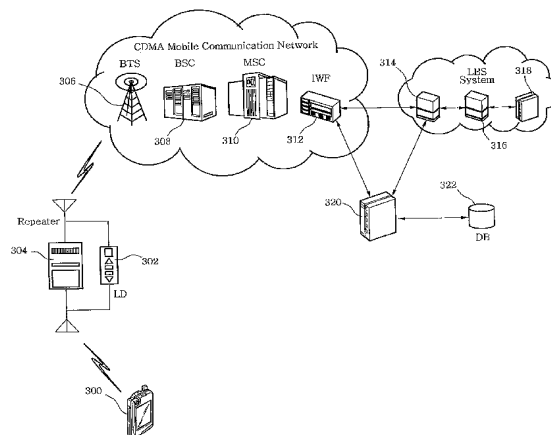 CDMA Mobile Communication Network
BTS
BSC
MSC
IWF
LBS
System
306
308
310
312
314
316
318
320
322
DB
Repeater
304
302
LD
300